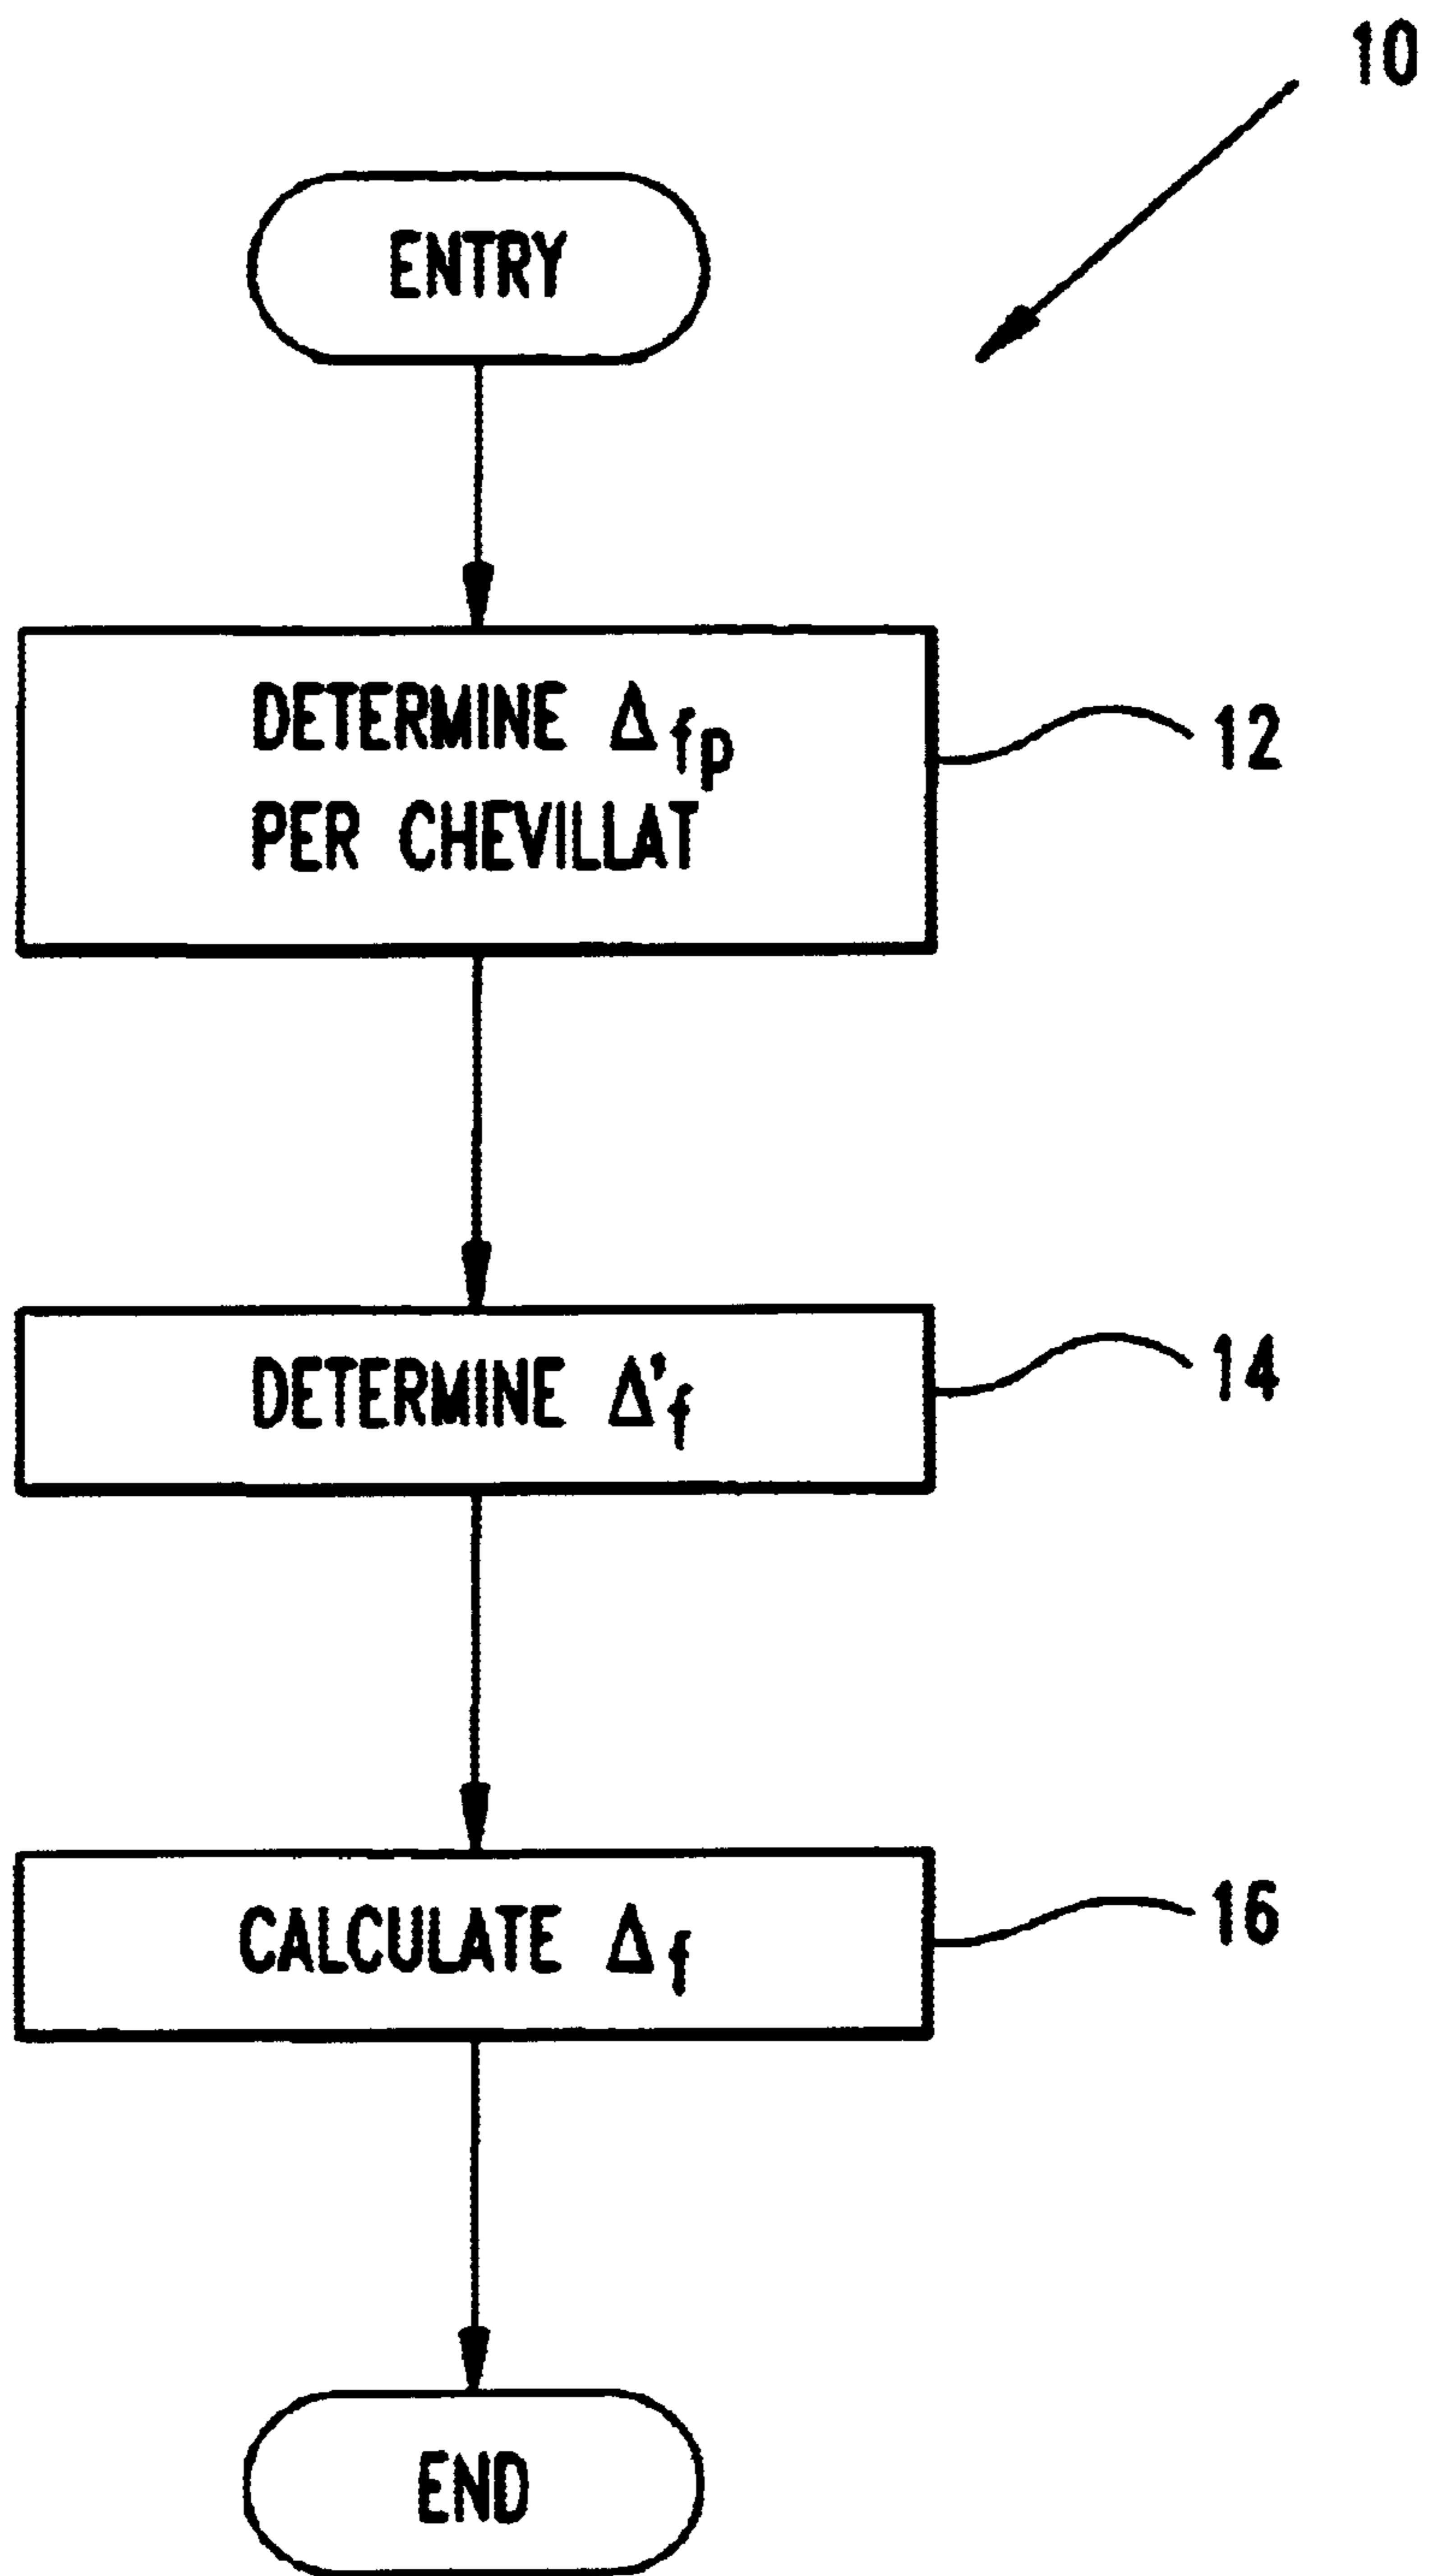 10
ENTRY
DETERMINE Δfp
PER CHEVILLAT
12
DETERMINE Δ'f
14
CALCULATE Δf
16
END